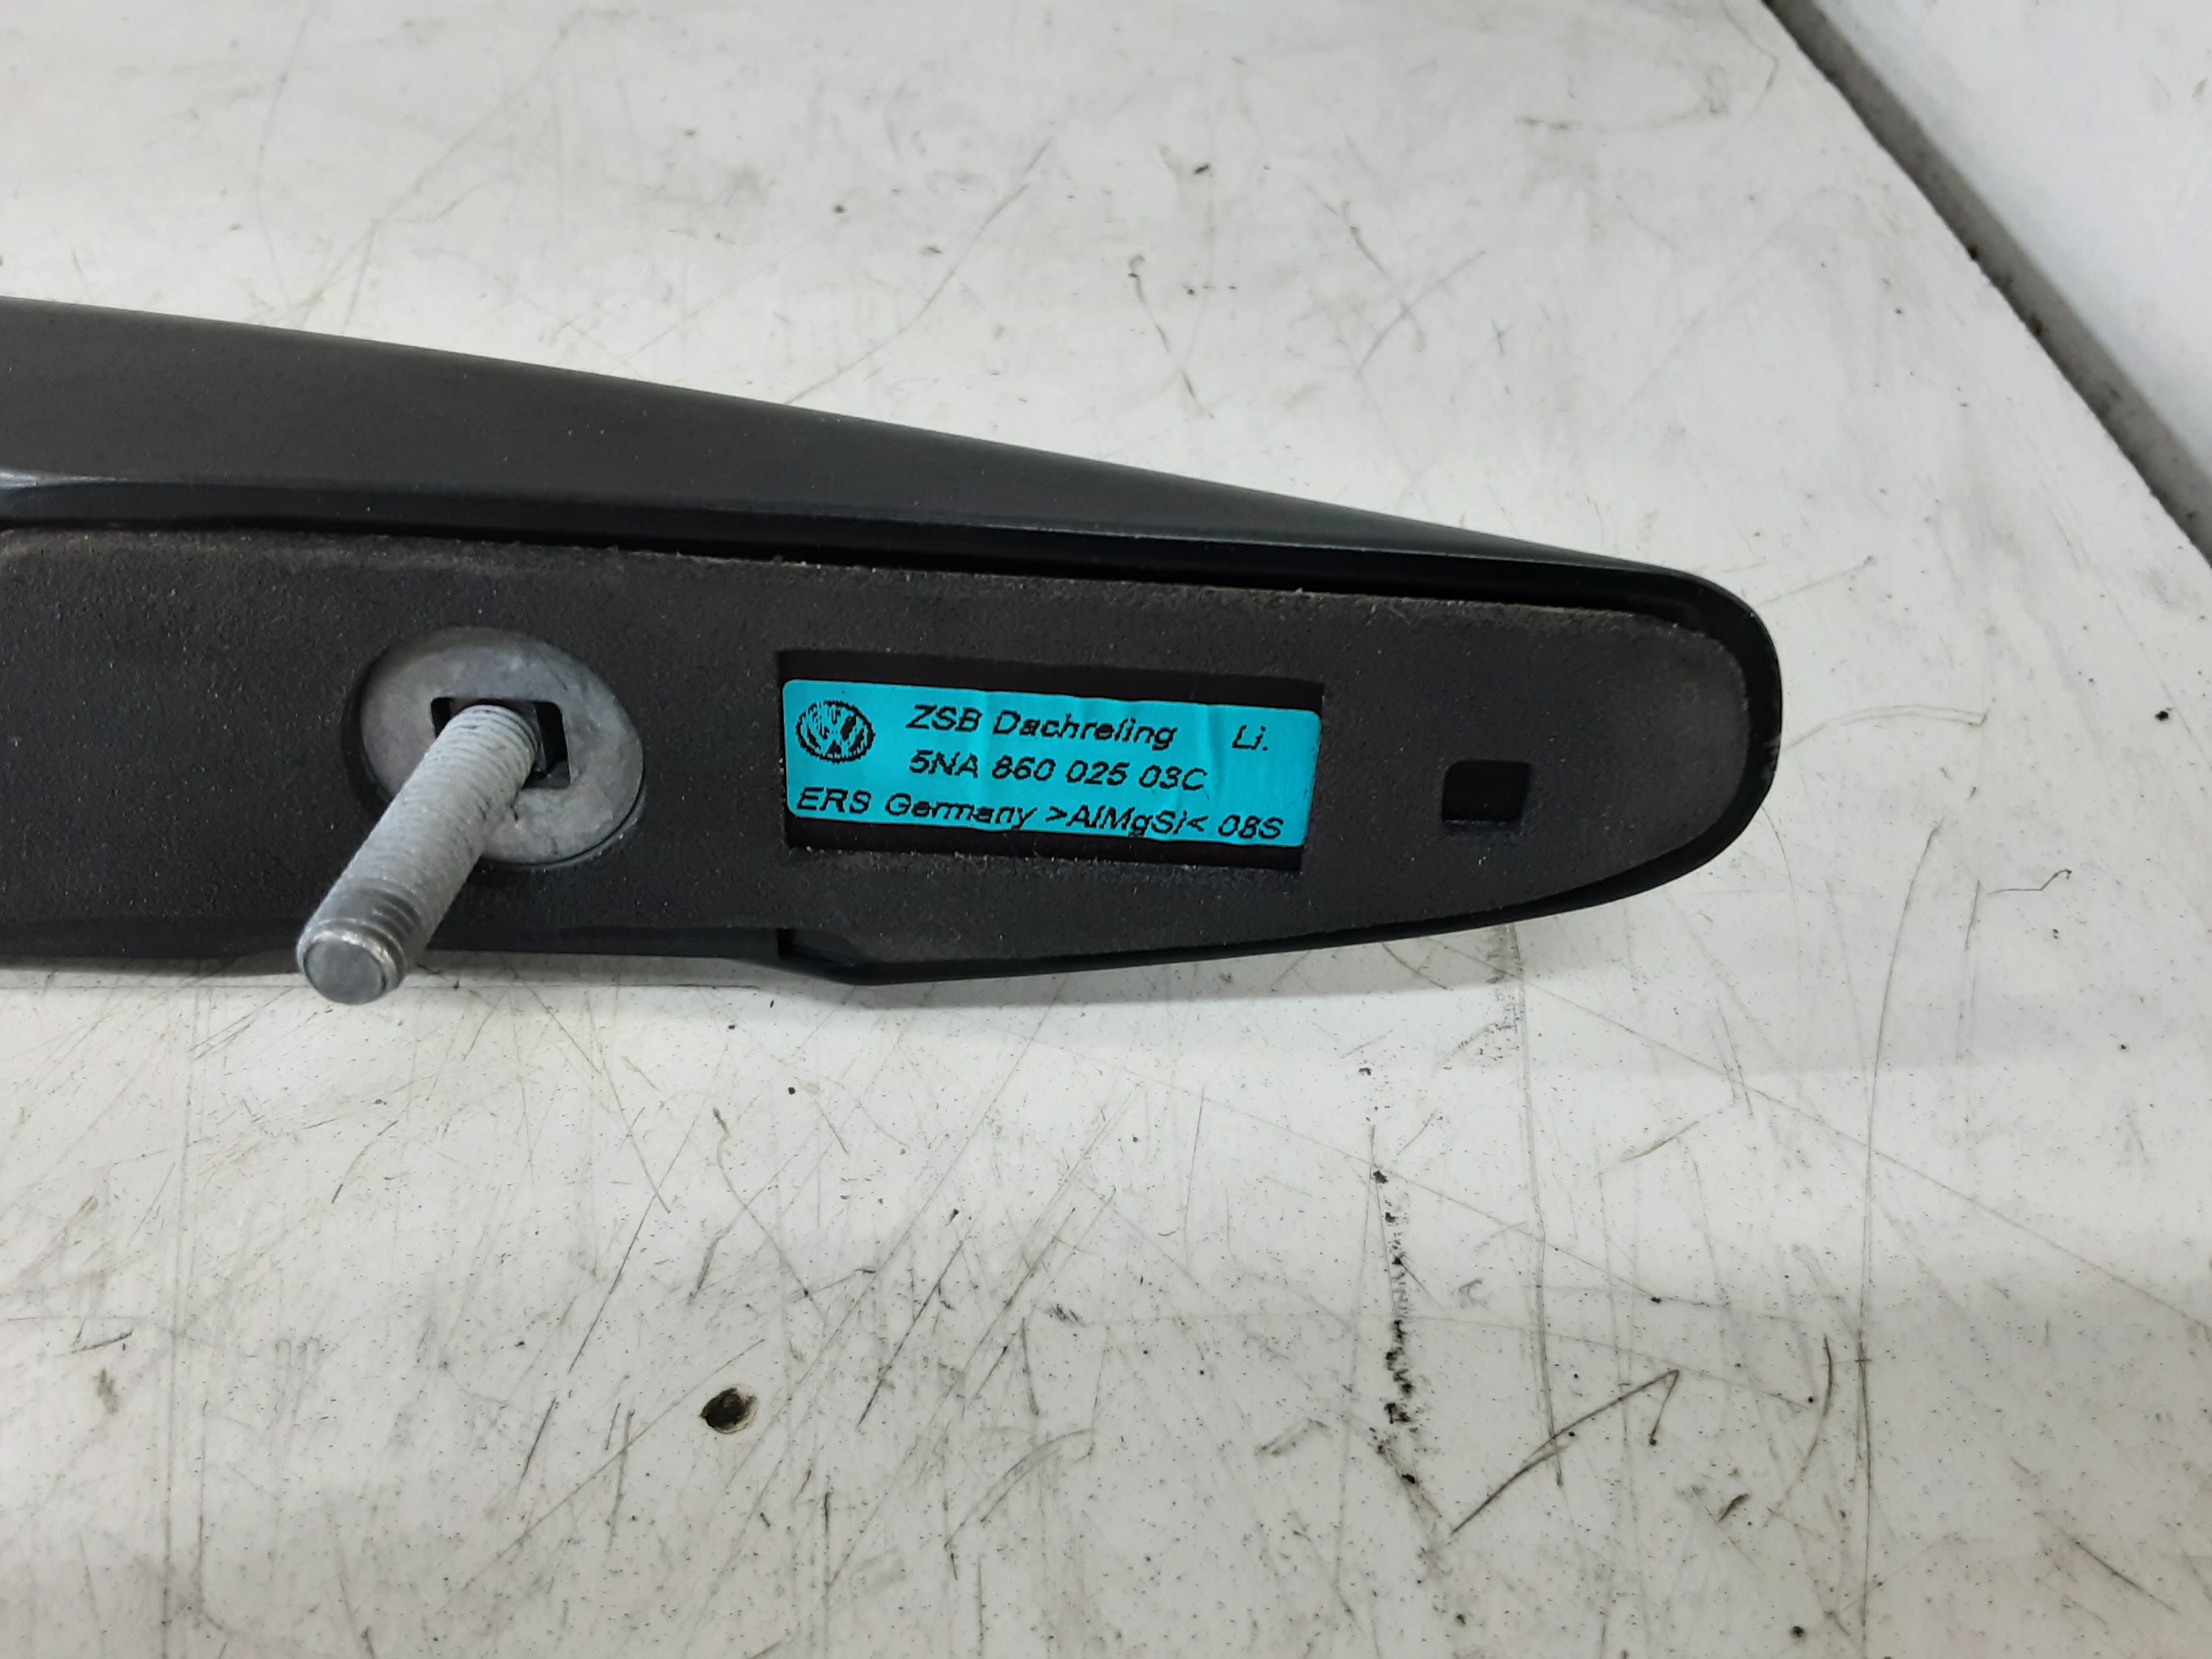 ZSB Dachreling Li.
5NA 860 025 03C
ERS Germany >AlMgSi< 08S